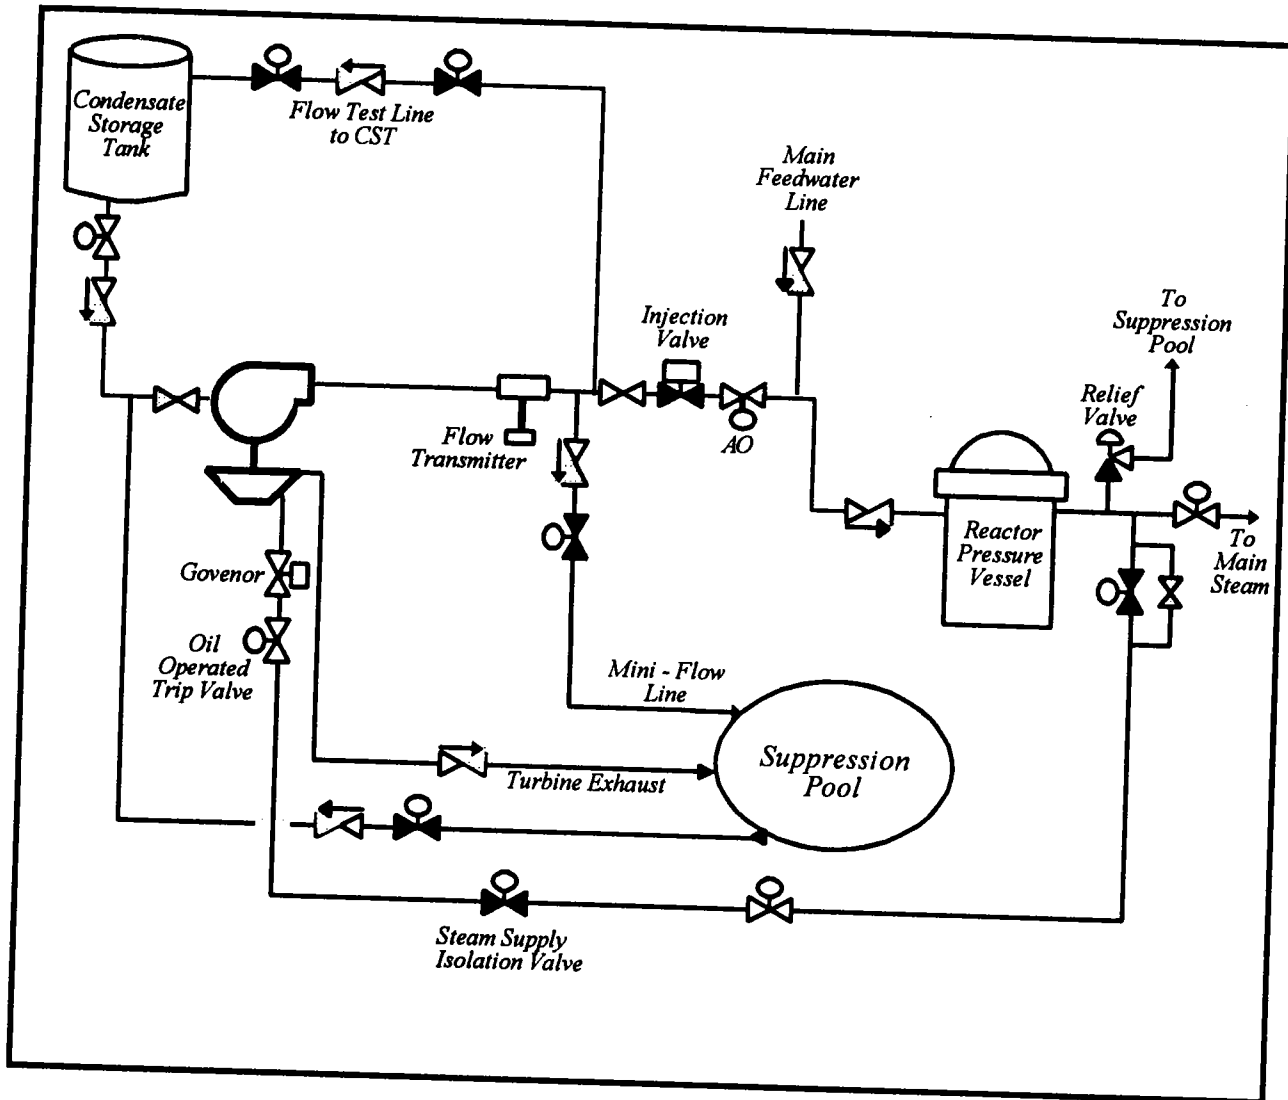 Condensate
Storage
Tank
Flow Test Line
to CST
Main
Feedwater
Line
To
Suppression
Pool
Injection
Valve
Relief
Valve
Flow
Transmitter
AO
Reactor
Pressure
Vessel
To
Main
Steam
Govenor
Oil
Operated
Trip Valve
Mini - Flow
Line
Suppression
Pool
Turbine Exhaust
Steam Supply
Isolation Valve